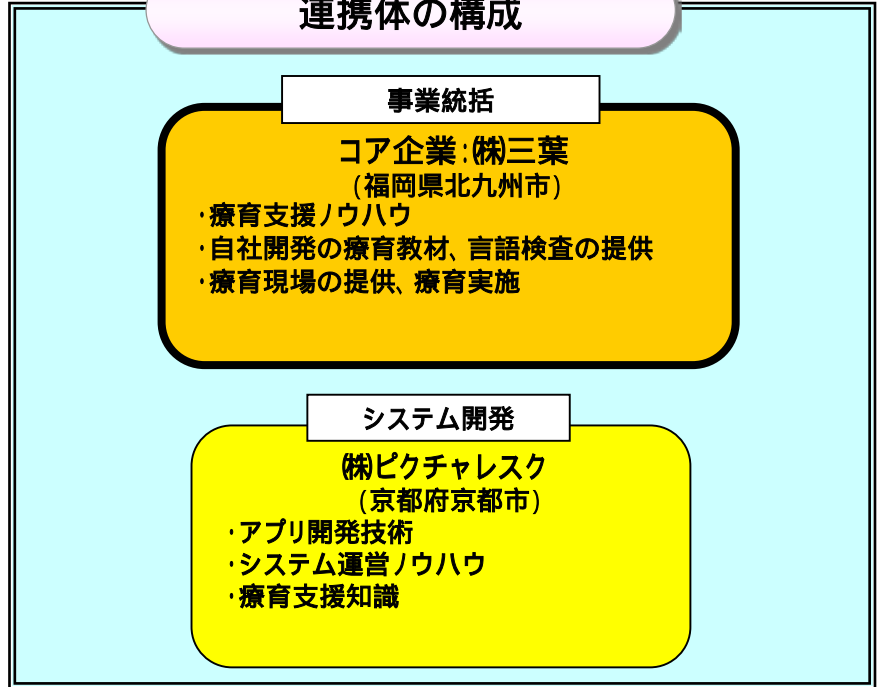 連携体の構成
事業統括
コア企業:㈱三葉
(福岡県北九州市)
・療育支援ノウハウ
・自社開発の療育教材、言語検査の提供
・療育現場の提供、療育実施
システム開発
㈱ピクチャレスク
(京都府京都市)
・アプリ開発技術
・システム運営ノウハウ
・療育支援知識